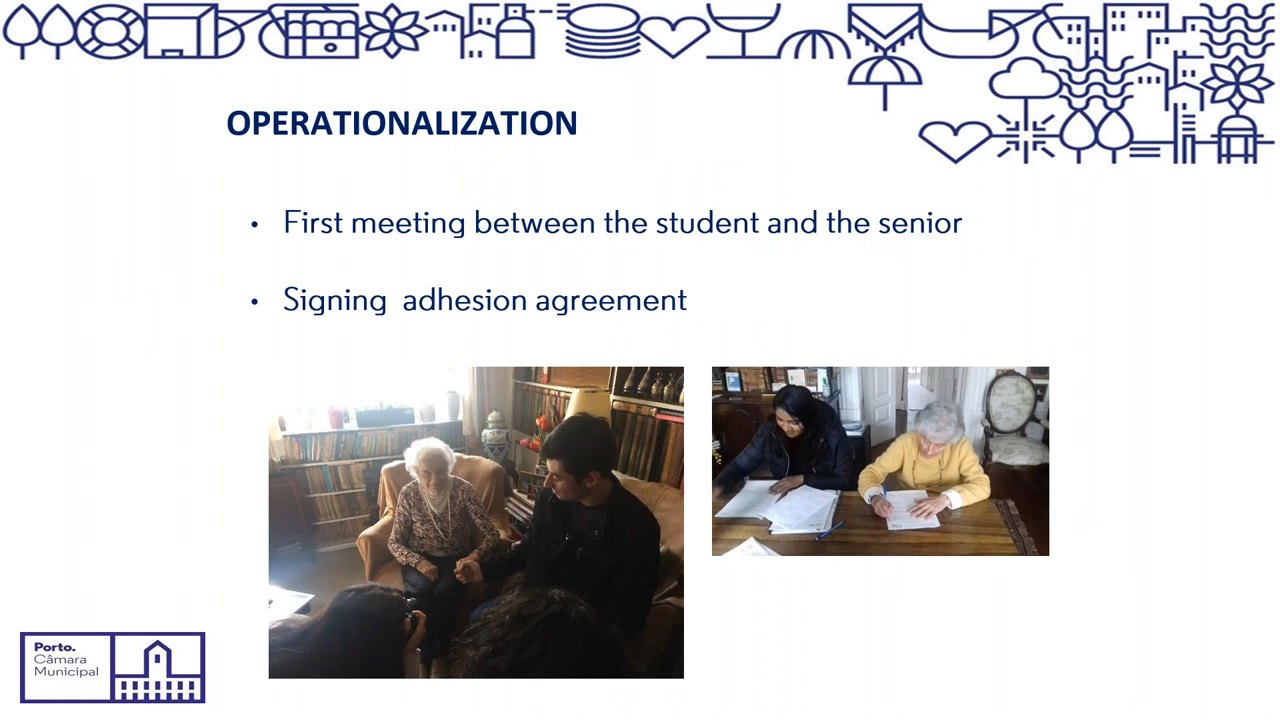 OPERATIONALIZATION
• First meeting between the student and the senior
• Signing adhesion agreement
Porto.
Câmara
Municipal